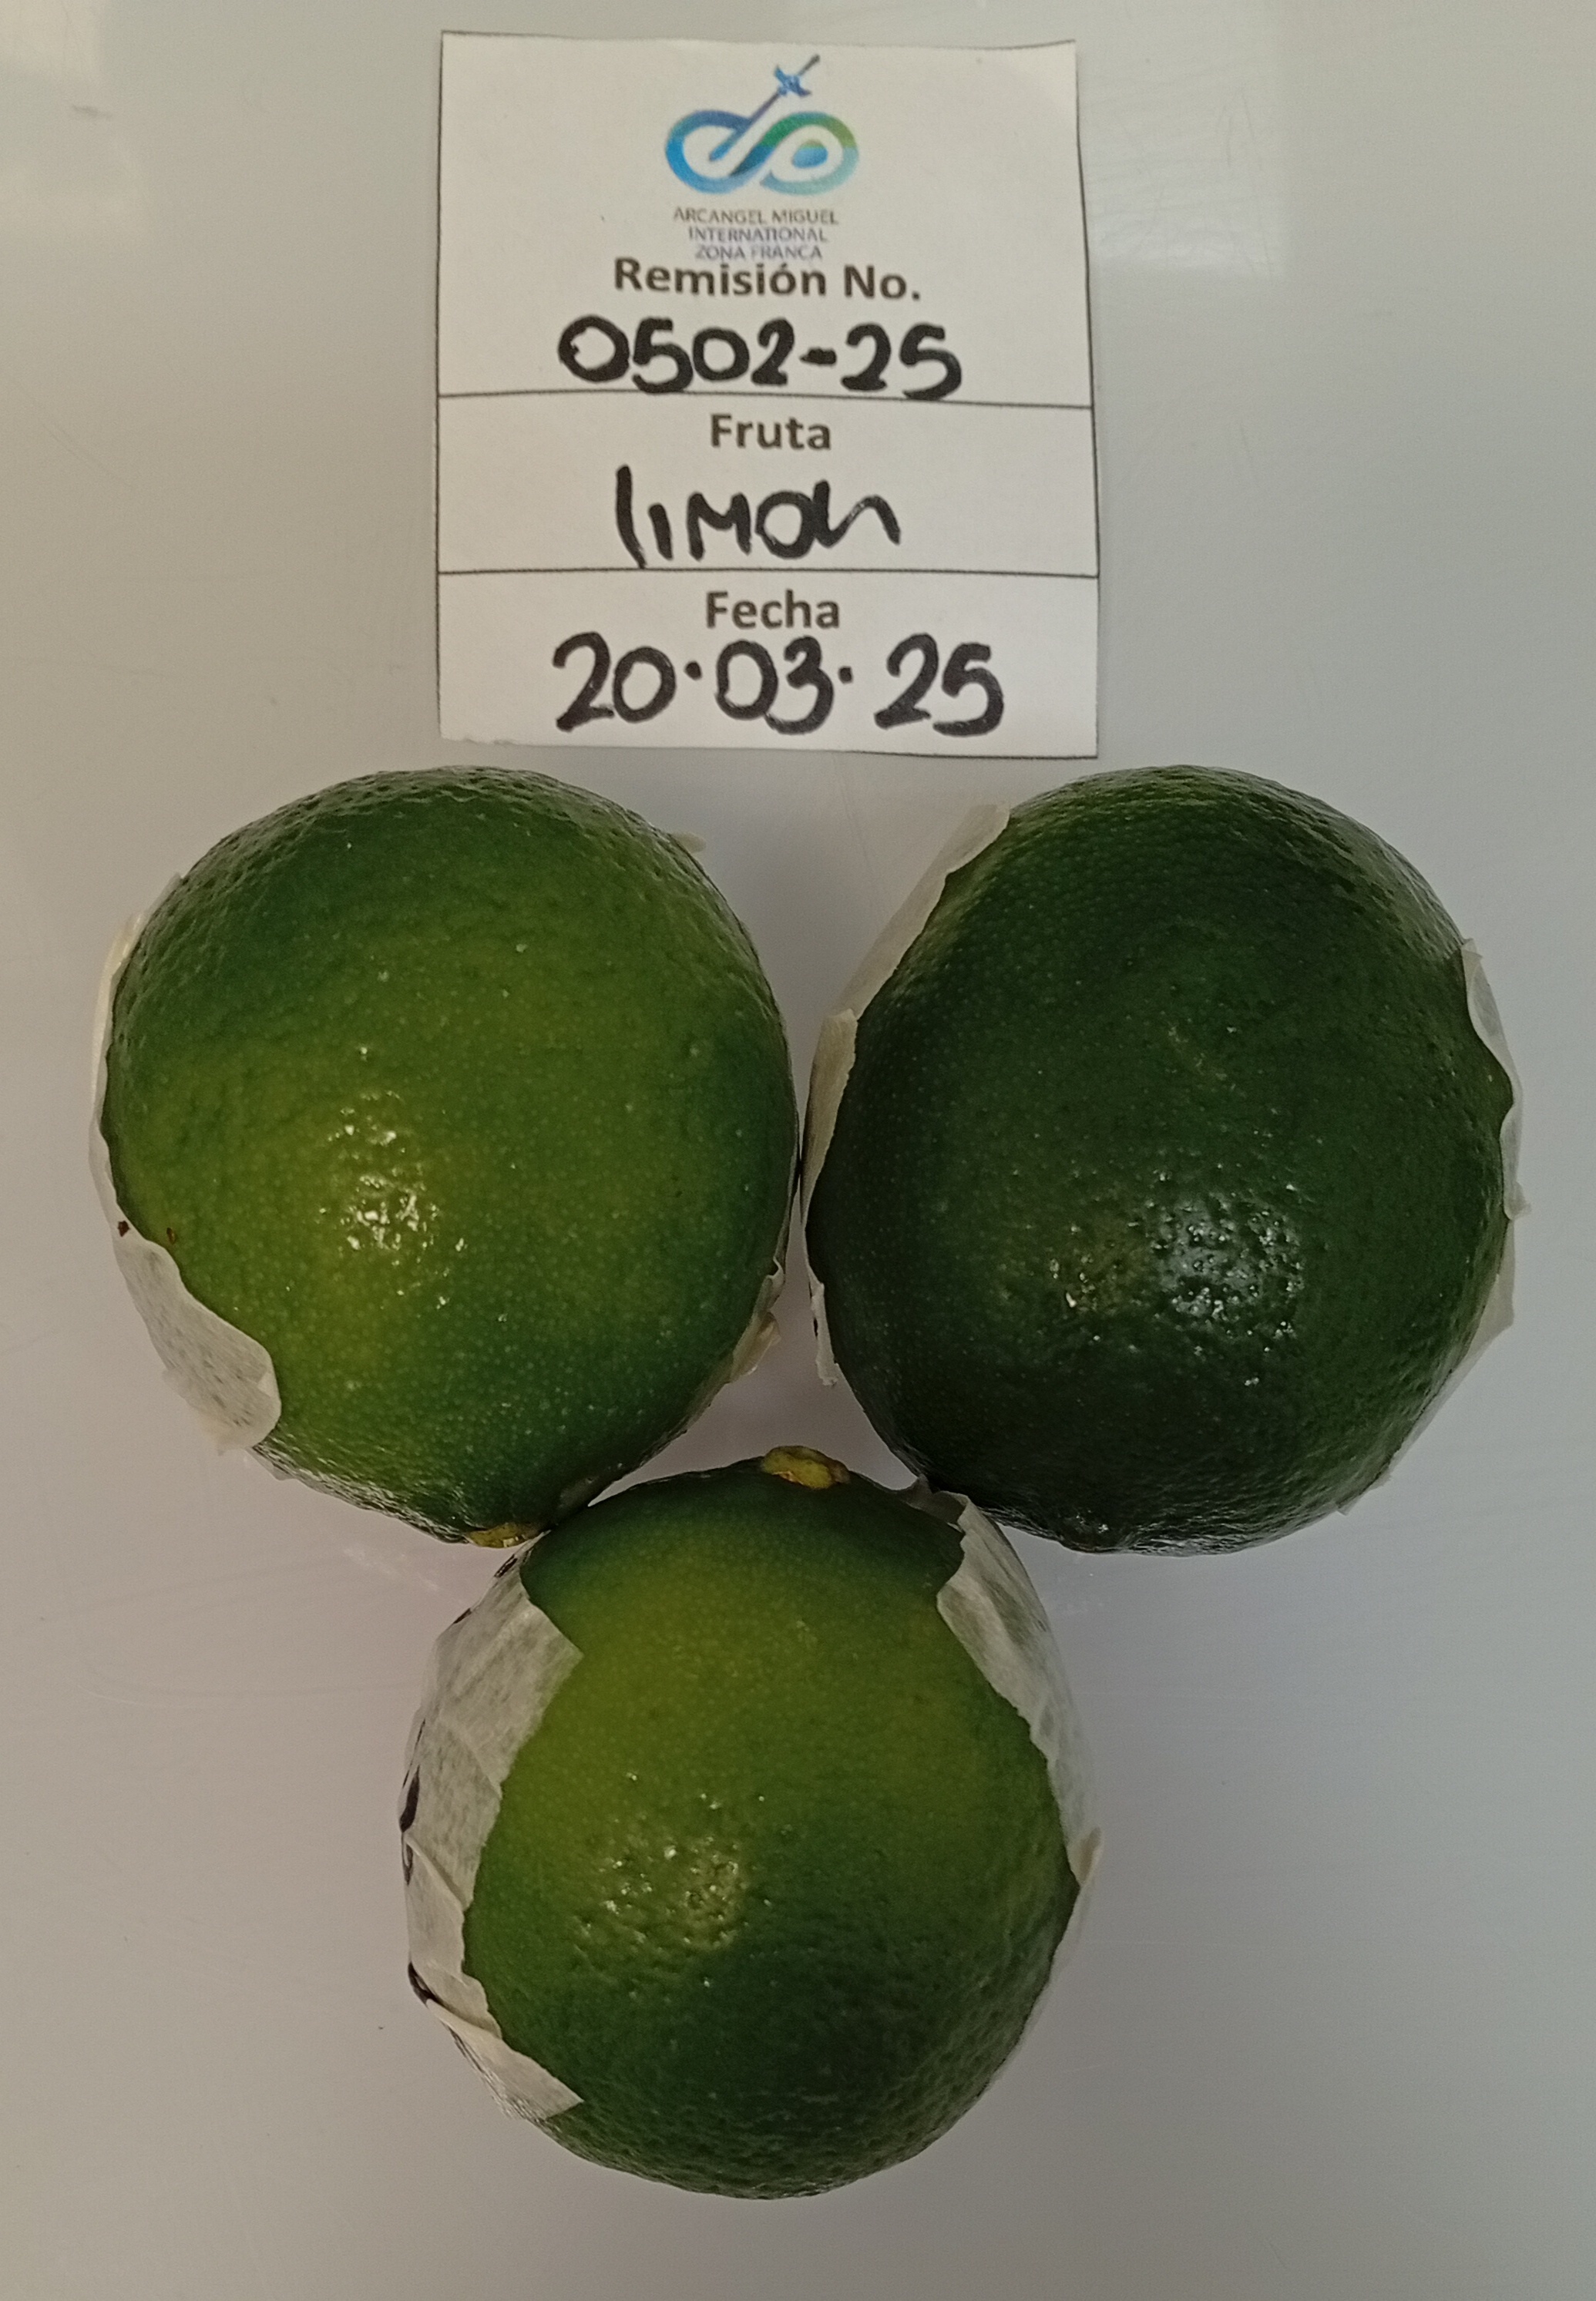 ARCANGEL MIGUEL
INTERNATIONAL
ZONA FRANCA
Remisión No.
0502-25
Fruta
limon
Fecha
20·03·25